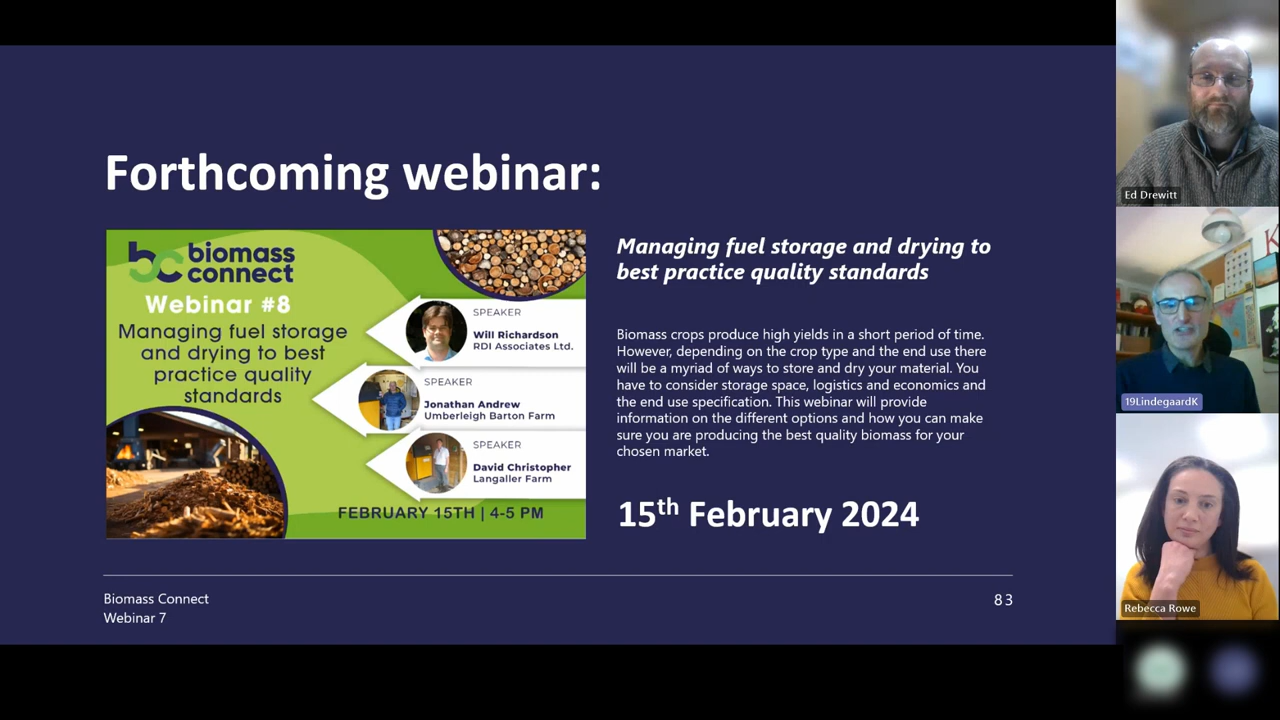 Forthcoming webinar:
biomass
connect
Webinar #8
Managing fuel storage
and drying to best
practice quality
standards
SPEAKER
Will Richardson
RDI Associates Ltd.
SPEAKER
Jonathan Andrew
Umberleigh Barton Farm
SPEAKER
David Christopher
Langaller Farm
FEBRUARY 15TH | 4-5 PM
Managing fuel storage and drying to
best practice quality standards
Biomass crops produce high yields in a short period of time.
However, depending on the crop type and the end use there
will be a myriad of ways to store and dry your material. You
have to consider storage space, logistics and economics and
the end use specification. This webinar will provide
information on the different options and how you can make
sure you are producing the best quality biomass for your
chosen market.
15th February 2024
Biomass Connect
Webinar 7
83
Ed Drewitt
19LindegaardK
Rebecca Rowe